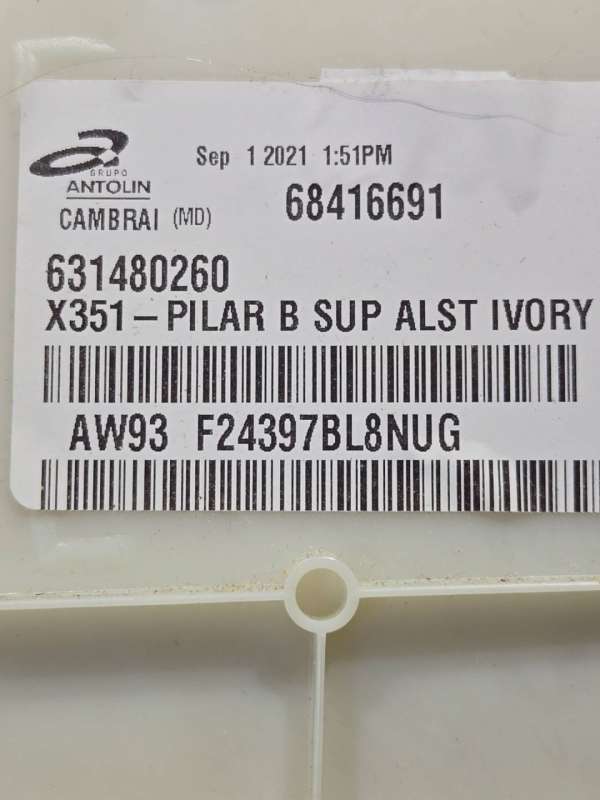 GRUPO
ANTOLIN
Sep 1 2021 1:51PM
CAMBRAI (MD)
68416691
631480260
X351-PILAR B SUP ALST IVORY
AW93 F24397BL8NUG